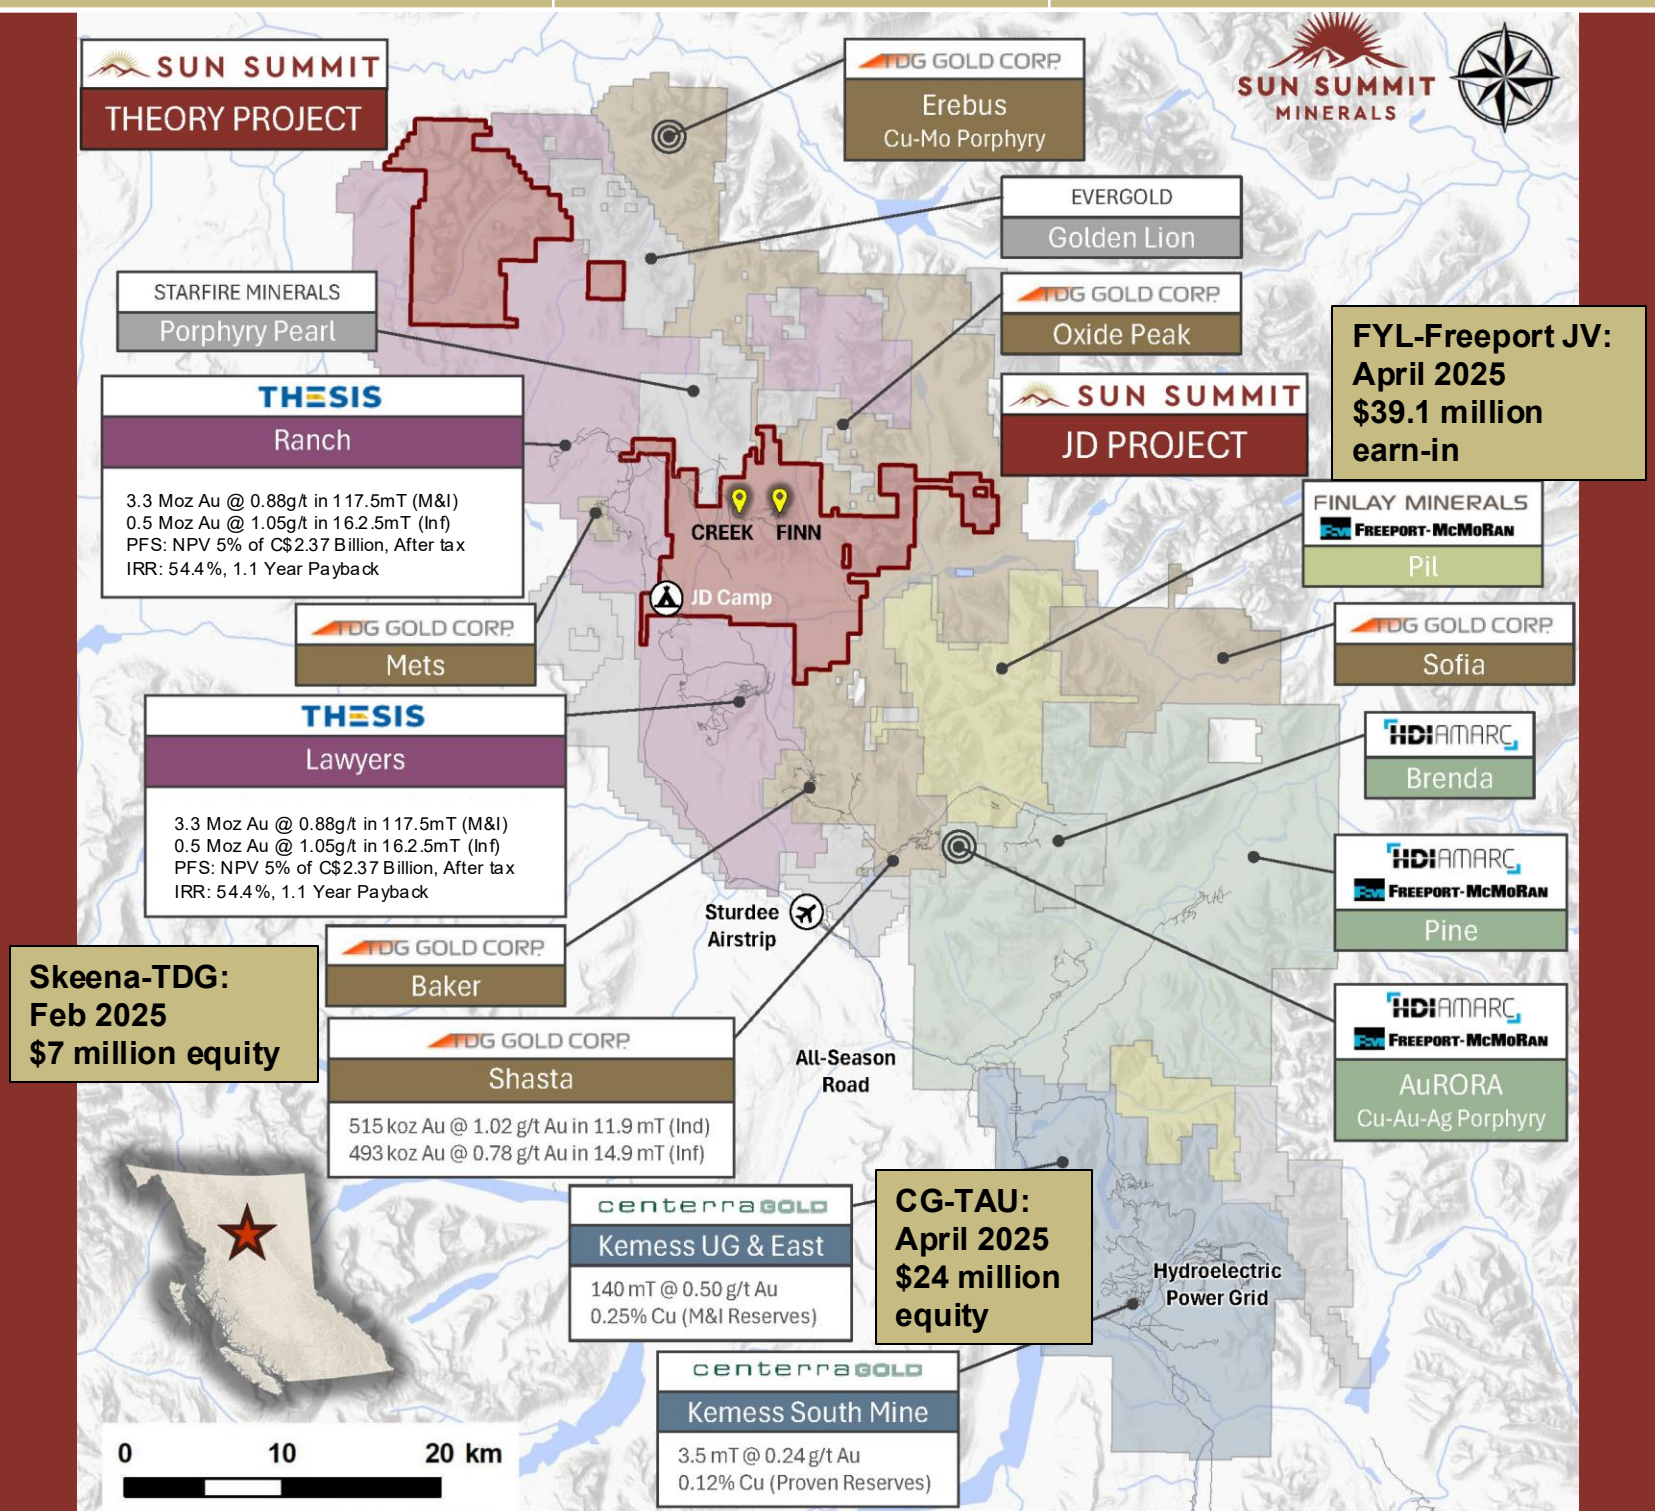 SUN SUMMIT
THEORY PROJECT
TDG GOLD CORP.
Erebus
Cu-Mo Porphyry
SUN SUMMIT
MINERALS
EVERGOLD
Golden Lion
STARFIRE MINERALS
Porphyry Pearl
TDG GOLD CORP.
Oxide Peak
FYL-Freeport JV:
April 2025
$39.1 million
earn-in
THESIS
Ranch
3.3 Moz Au @ 0.88g/t in 117.5mT (M&I)
0.5 Moz Au @ 1.05g/t in 16.2.5mT (Inf)
PFS: NPV 5% of C$2.37 Billion, After tax
IRR: 54.4%, 1.1 Year Payback
SUN SUMMIT
JD PROJECT
CREEK FINN
JD Camp
FINLAY MINERALS
FCX FREEPORT-McMoRAN
Pil
TDG GOLD CORP.
Mets
TDG GOLD CORP.
Sofia
THESIS
Lawyers
3.3 Moz Au @ 0.88g/t in 117.5mT (M&I)
0.5 Moz Au @ 1.05g/t in 16.2.5mT (Inf)
PFS: NPV 5% of C$2.37 Billion, After tax
IRR: 54.4%, 1.1 Year Payback
HDI AMARC
Brenda
HDI AMARC
FCX FREEPORT-McMoRAN
Pine
Sturdee
Airstrip
TDG GOLD CORP.
Baker
Skeena-TDG:
Feb 2025
$7 million equity
HDI AMARC
FCX FREEPORT-McMoRAN
AuRORA
Cu-Au-Ag Porphyry
TDG GOLD CORP.
Shasta
515 koz Au @ 1.02 g/t Au in 11.9 mT (Ind)
493 koz Au @ 0.78 g/t Au in 14.9 mT (Inf)
All-Season
Road
centerraGOLD
Kemess UG & East
140 mT @ 0.50 g/t Au
0.25% Cu (M&I Reserves)
CG-TAU:
April 2025
$24 million
equity
Hydroelectric
Power Grid
centerraGOLD
Kemess South Mine
3.5 mT @ 0.24 g/t Au
0.12% Cu (Proven Reserves)
0 10 20 km